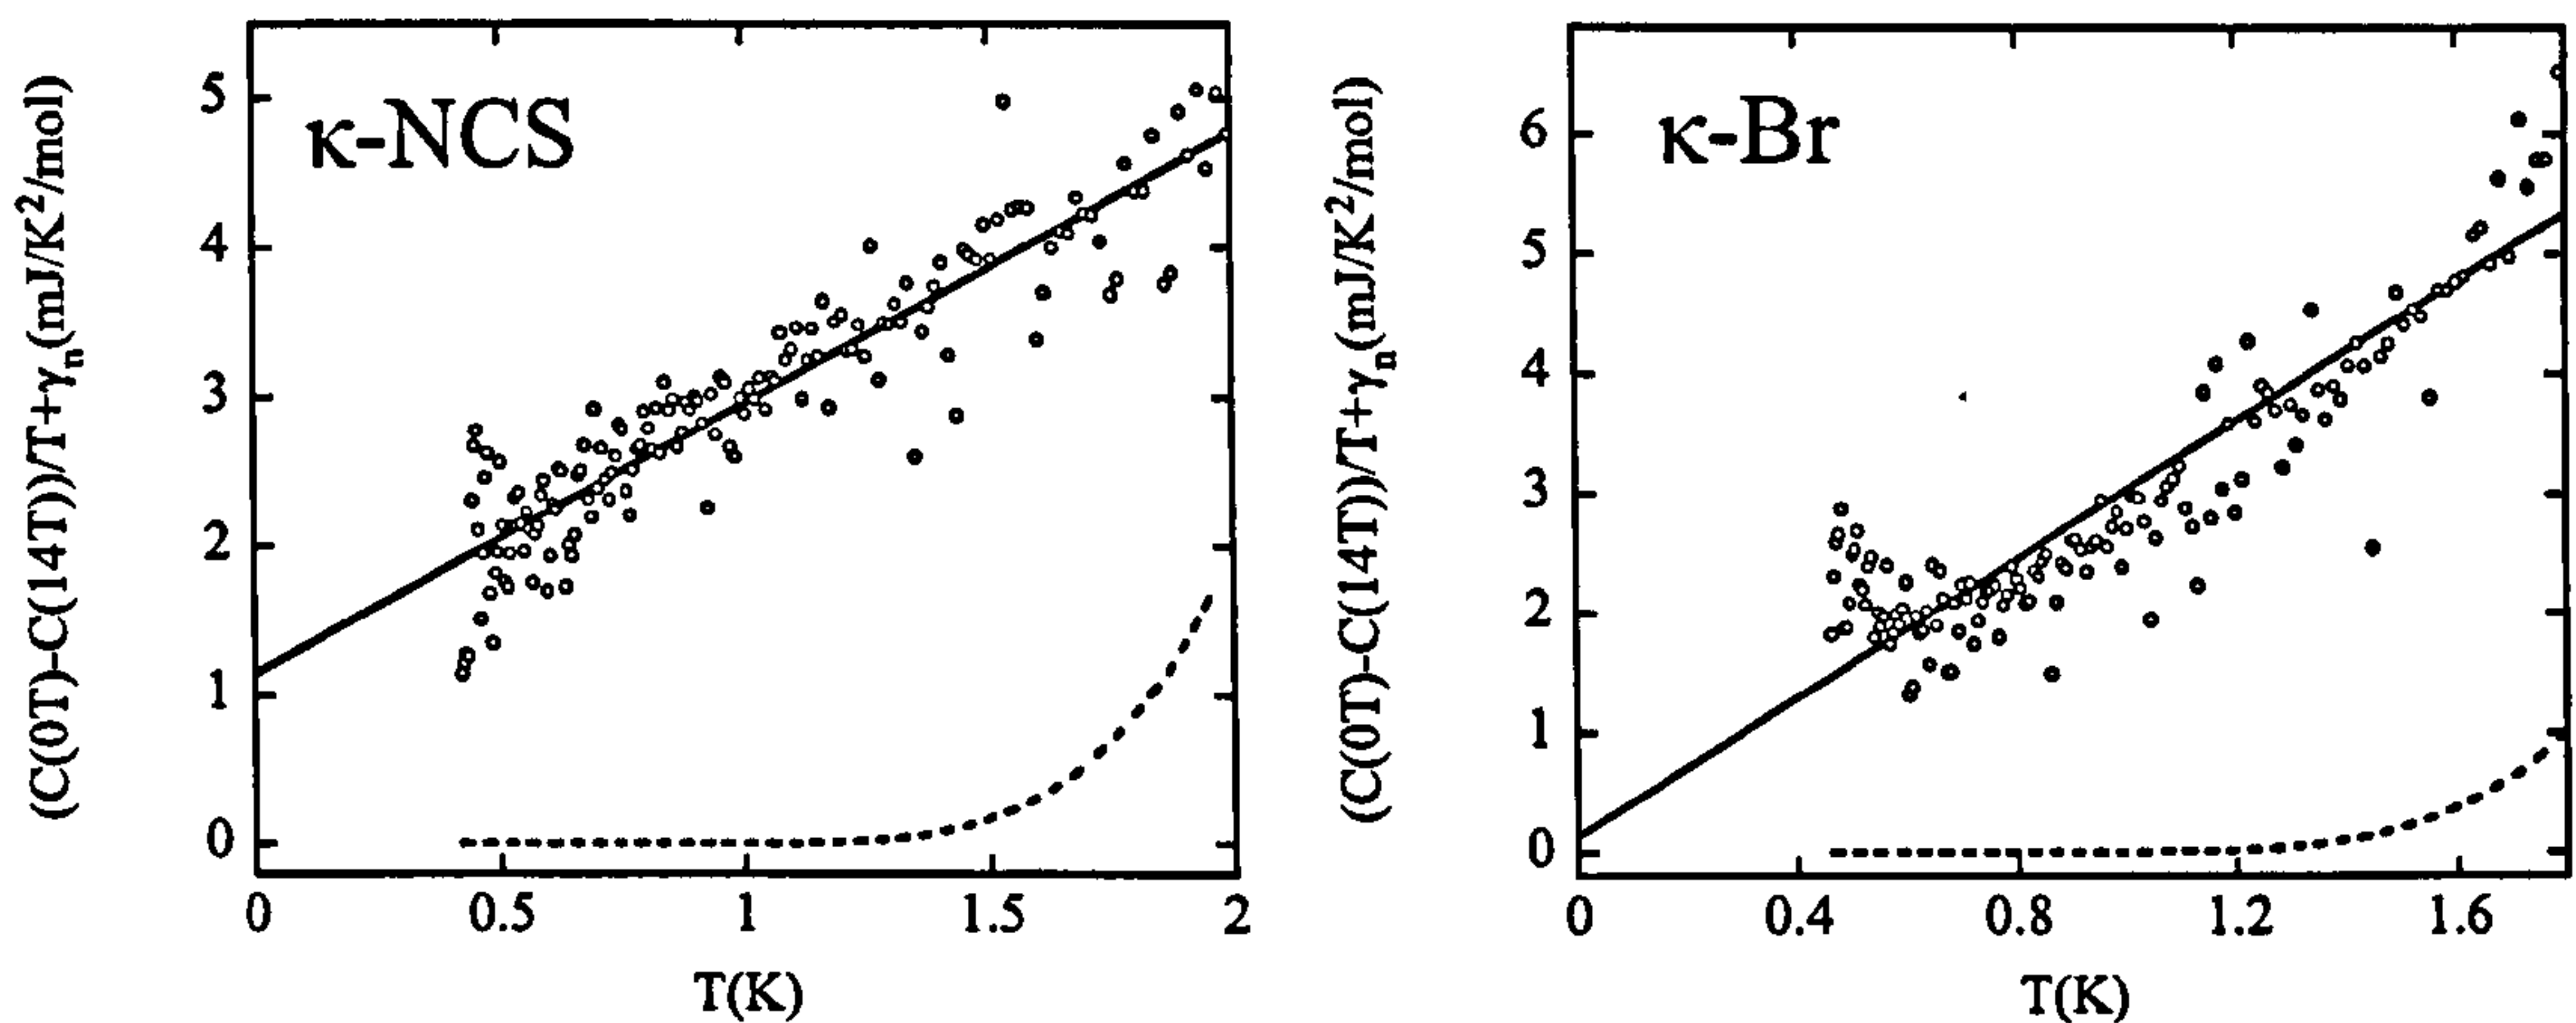 (C(0T)-C(14T))/T+γn(mJ/K2/mol)
κ-NCS
5
4
3
2
1
0
0 0.5 1 1.5 2
T(K)
(C(0T)-C(14T))/T+γn(mJ/K2/mol)
κ-Br
6
5
4
3
2
1
0
0 0.4 0.8 1.2 1.6
T(K)